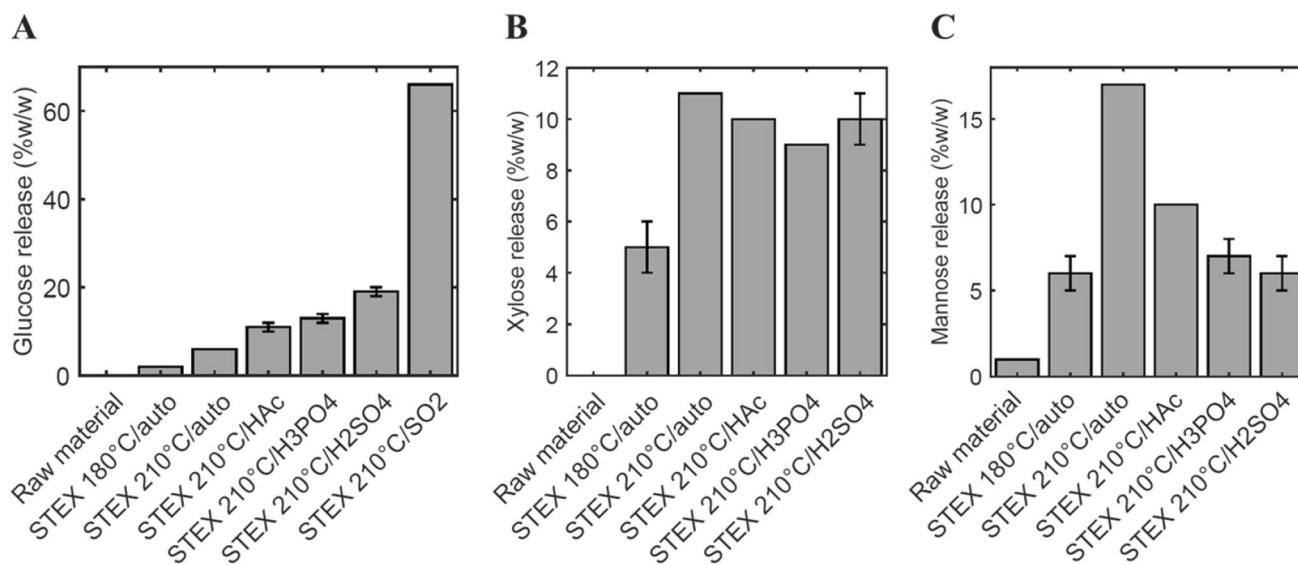 A
Glucose release (%w/w)
60
40
20
0
Raw material
STEX 180°C/auto
STEX 210°C/auto
STEX 210°C/HAc
STEX 210°C/H3PO4
STEX 210°C/H2SO4
STEX 210°C/SO2
B
Xylose release (%w/w)
12
10
8
6
4
2
0
Raw material
STEX 180°C/auto
STEX 210°C/auto
STEX 210°C/HAc
STEX 210°C/H3PO4
STEX 210°C/H2SO4
C
Mannose release (%w/w)
15
10
5
0
Raw material
STEX 180°C/auto
STEX 210°C/auto
STEX 210°C/HAc
STEX 210°C/H3PO4
STEX 210°C/H2SO4